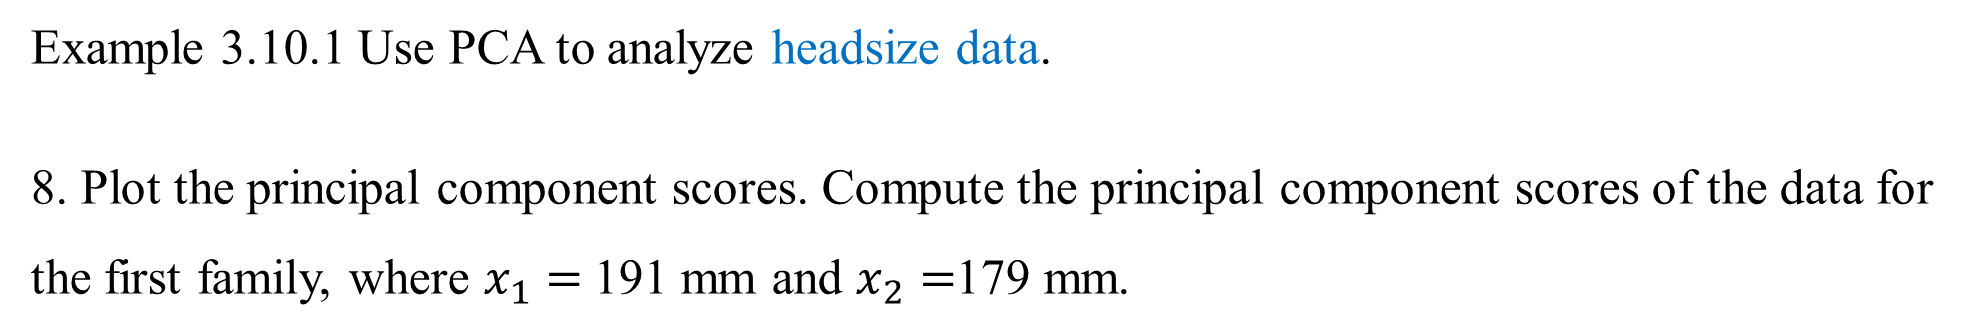 Example 3.10.1 Use PCA to analyze headsize data.
8. Plot the principal component scores. Compute the principal component scores of the data for
the first family, where x₁ = 191 mm and x₂ =179 mm.